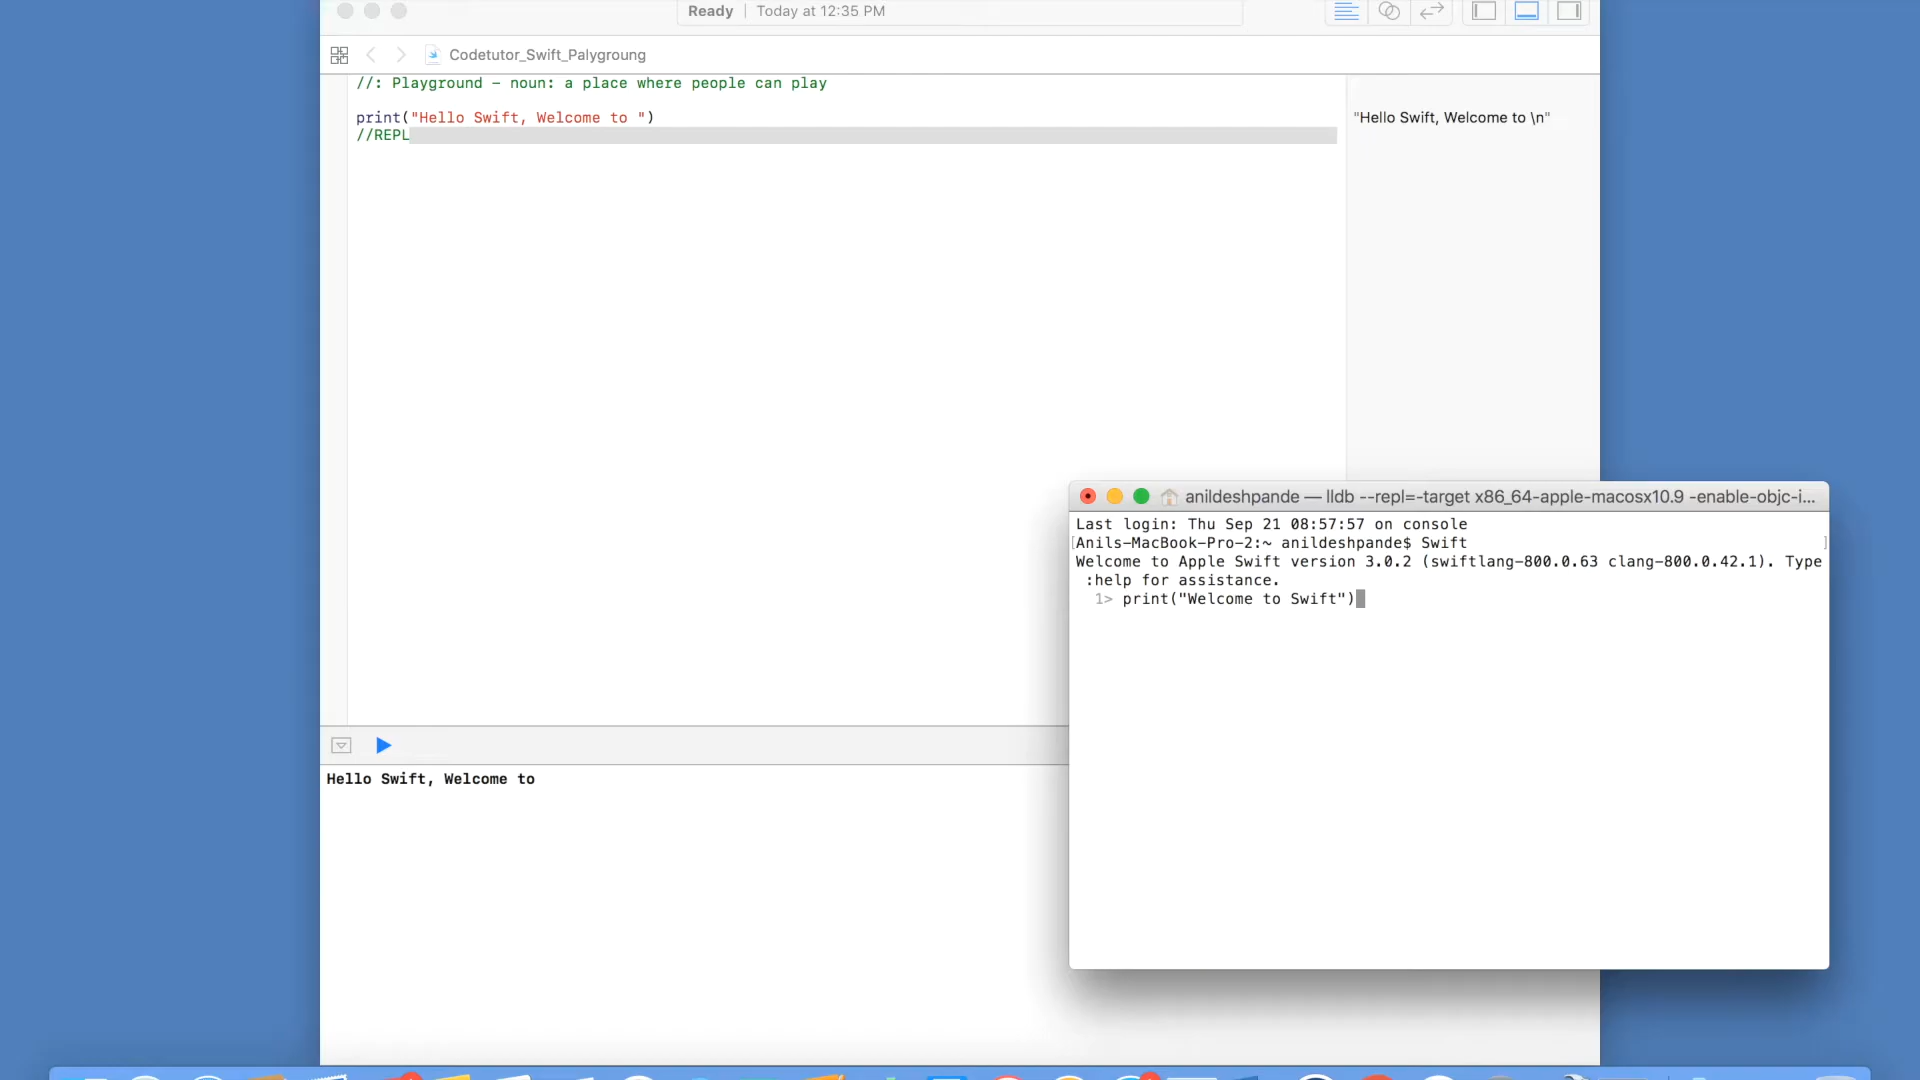 Ready | Today at 12:35 PM
Codetutor_Swift_Palygroung
//: Playground - noun: a place where people can play
print("Hello Swift, Welcome to ")
//REPL
"Hello Swift, Welcome to \n"
Hello Swift, Welcome to
anildeshpande — lldb --repl=-target x86_64-apple-macosx10.9 -enable-objc-i...
Last login: Thu Sep 21 08:57:57 on console
[Anils-MacBook-Pro-2:~ anildeshpande$ Swift ]
Welcome to Apple Swift version 3.0.2 (swiftlang-800.0.63 clang-800.0.42.1). Type
:help for assistance.
1> print("Welcome to Swift")